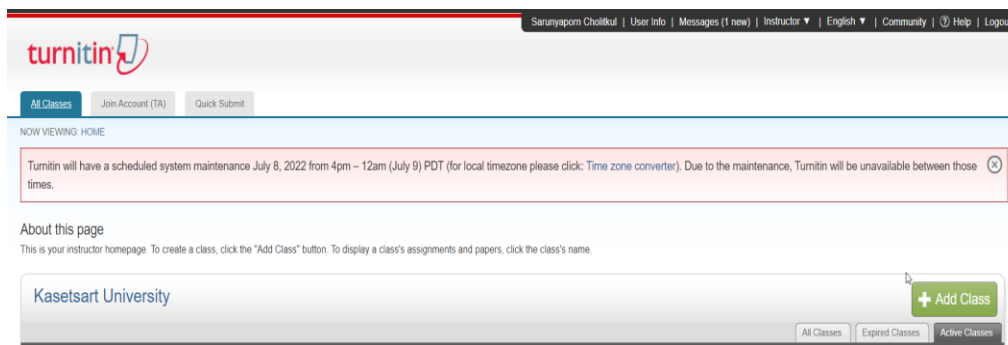 Sarunyaporn Cholitkul | User Info | Messages (1 new) | Instructor ▼ | English ▼ | Community | ? Help | Logou
turnitin
All Classes Join Account (TA) Quick Submit
NOW VIEWING: HOME
Turnitin will have a scheduled system maintenance July 8, 2022 from 4pm – 12am (July 9) PDT (for local timezone please click: Time zone converter). Due to the maintenance, Turnitin will be unavailable between those
times.
About this page
This is your instructor homepage. To create a class, click the "Add Class" button. To display a class's assignments and papers, click the class's name.
Kasetsart University
+ Add Class
All Classes Expired Classes Active Classes